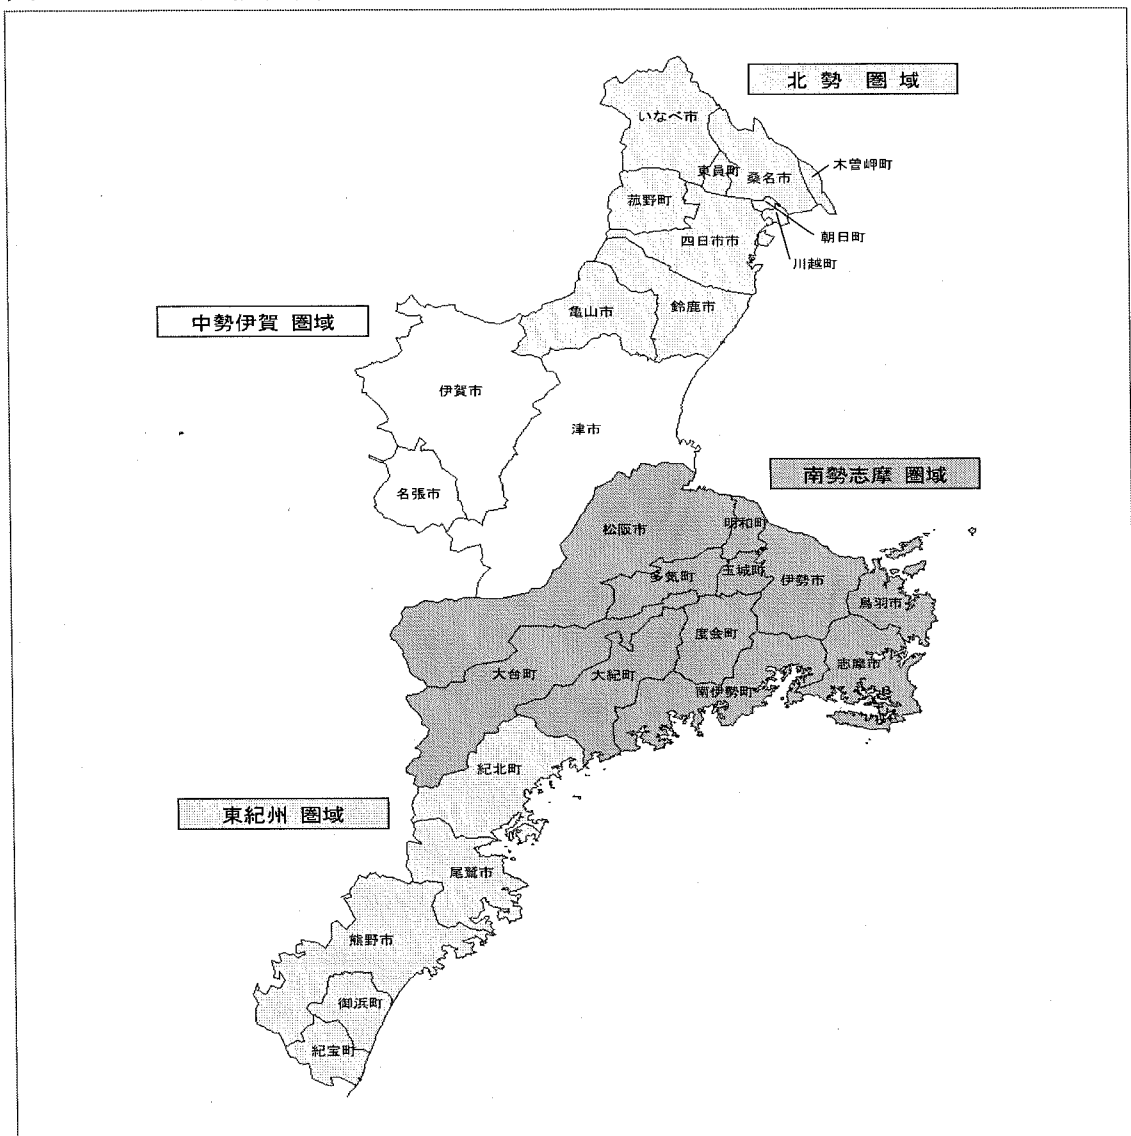 北勢 圏域
いなべ市
東員町
桑名市
木曽岬町
菰野町
四日市市
朝日町
川越町
亀山市
鈴鹿市
中勢伊賀 圏域
伊賀市
津市
名張市
南勢志摩 圏域
松阪市
明和町
多気町
玉城町
伊勢市
鳥羽市
度会町
志摩市
大台町
大紀町
南伊勢町
紀北町
東紀州 圏域
尾鷲市
熊野市
御浜町
紀宝町